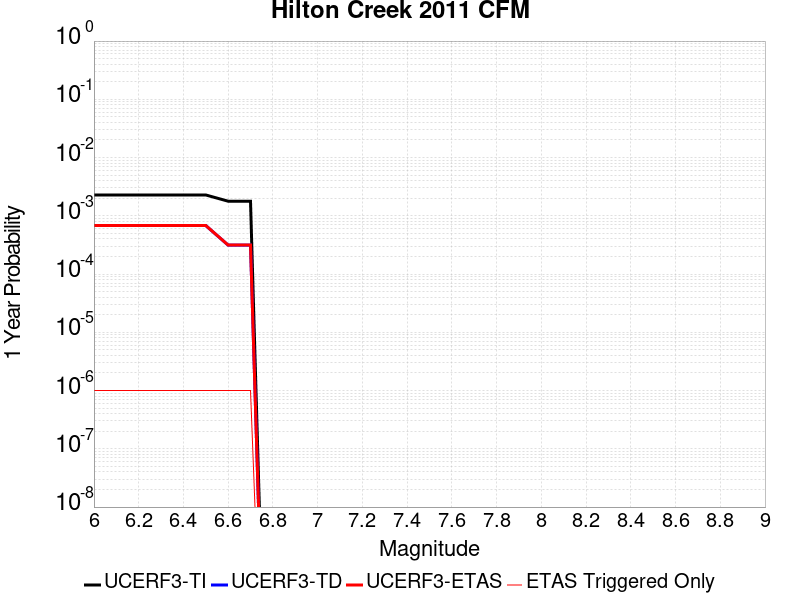 Hilton Creek 2011 CFM
10^0
10^-1
10^-2
10^-3
10^-4
10^-5
10^-6
10^-7
10^-8
1 Year Probability
6 6.2 6.4 6.6 6.8 7 7.2 7.4 7.6 7.8 8 8.2 8.4 8.6 8.8 9
Magnitude
UCERF3-TI UCERF3-TD UCERF3-ETAS ETAS Triggered Only